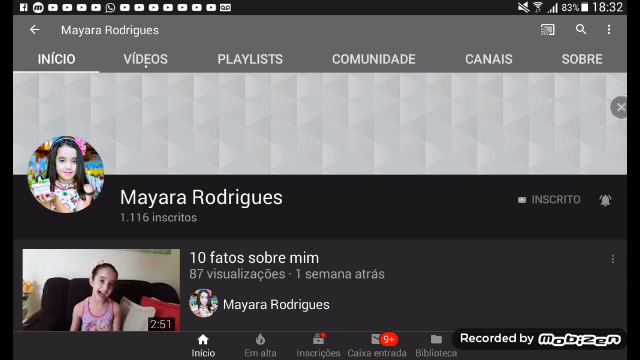 83% 18:32
Mayara Rodrigues
INÍCIO VÍDEOS PLAYLISTS COMUNIDADE CANAIS SOBRE
Mayara Rodrigues
INSCRITO
1.116 inscritos
10 fatos sobre mim
87 visualizações · 1 semana atrás
Mayara Rodrigues
2:51
9+
Início Em alta Inscrições Caixa entrada Biblioteca
Recorded by MOBIZEN